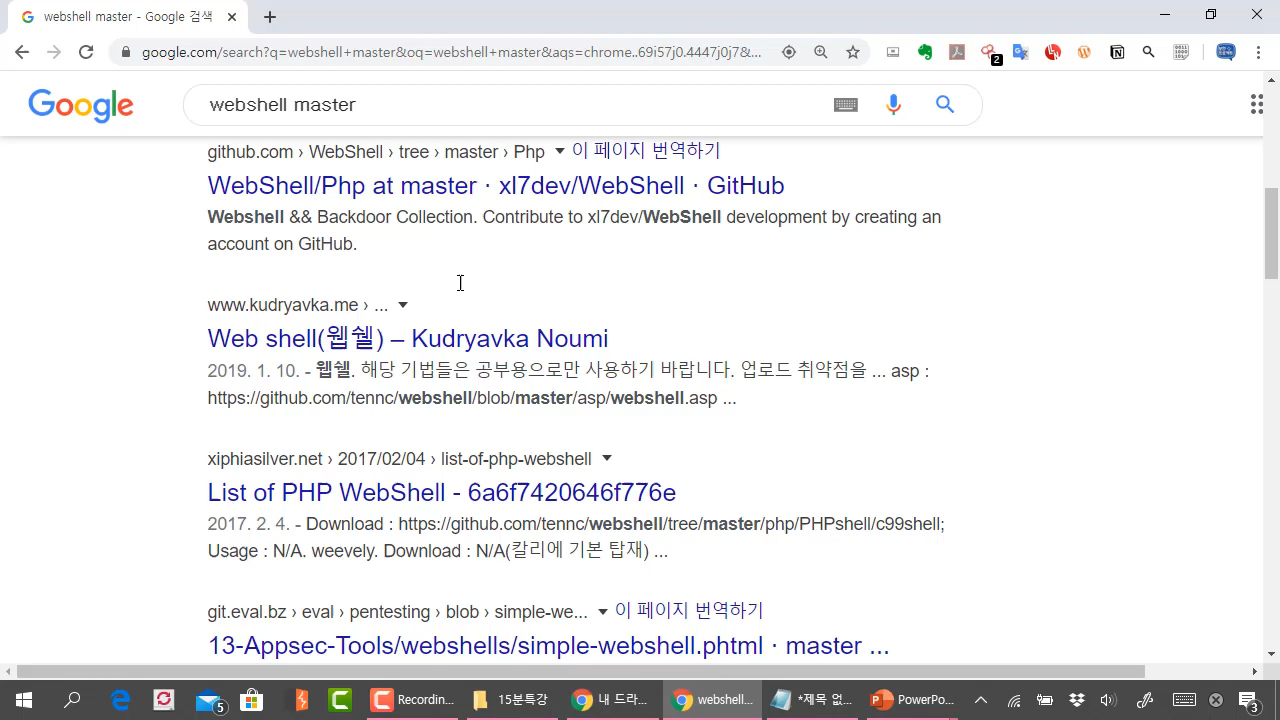 webshell master - Google 검색
google.com/search?q=webshell+master&oq=webshell+master&aqs=chrome..69i57j0.4447j0j7&...
2
Google
webshell master
github.com › WebShell › tree › master › Php 이 페이지 번역하기
WebShell/Php at master · xl7dev/WebShell · GitHub
Webshell && Backdoor Collection. Contribute to xl7dev/WebShell development by creating an
account on GitHub.
www.kudryavka.me › ...
Web shell(웹쉘) – Kudryavka Noumi
2019. 1. 10. - 웹쉘. 해당 기법들은 공부용으로만 사용하기 바랍니다. 업로드 취약점을 ... asp :
https://github.com/tennc/webshell/blob/master/asp/webshell.asp ...
xiphiasilver.net › 2017/02/04 › list-of-php-webshell
List of PHP WebShell - 6a6f7420646f776e
2017. 2. 4. - Download : https://github.com/tennc/webshell/tree/master/php/PHPshell/c99shell;
Usage : N/A. weevely. Download : N/A(칼리에 기본 탑재) ...
git.eval.bz › eval › pentesting › blob › simple-we... 이 페이지 번역하기
13-Appsec-Tools/webshells/simple-webshell.phtml · master ...
5 Recordin... 15분특강 내 드라... webshell... *제목 없... PowerPo... 3